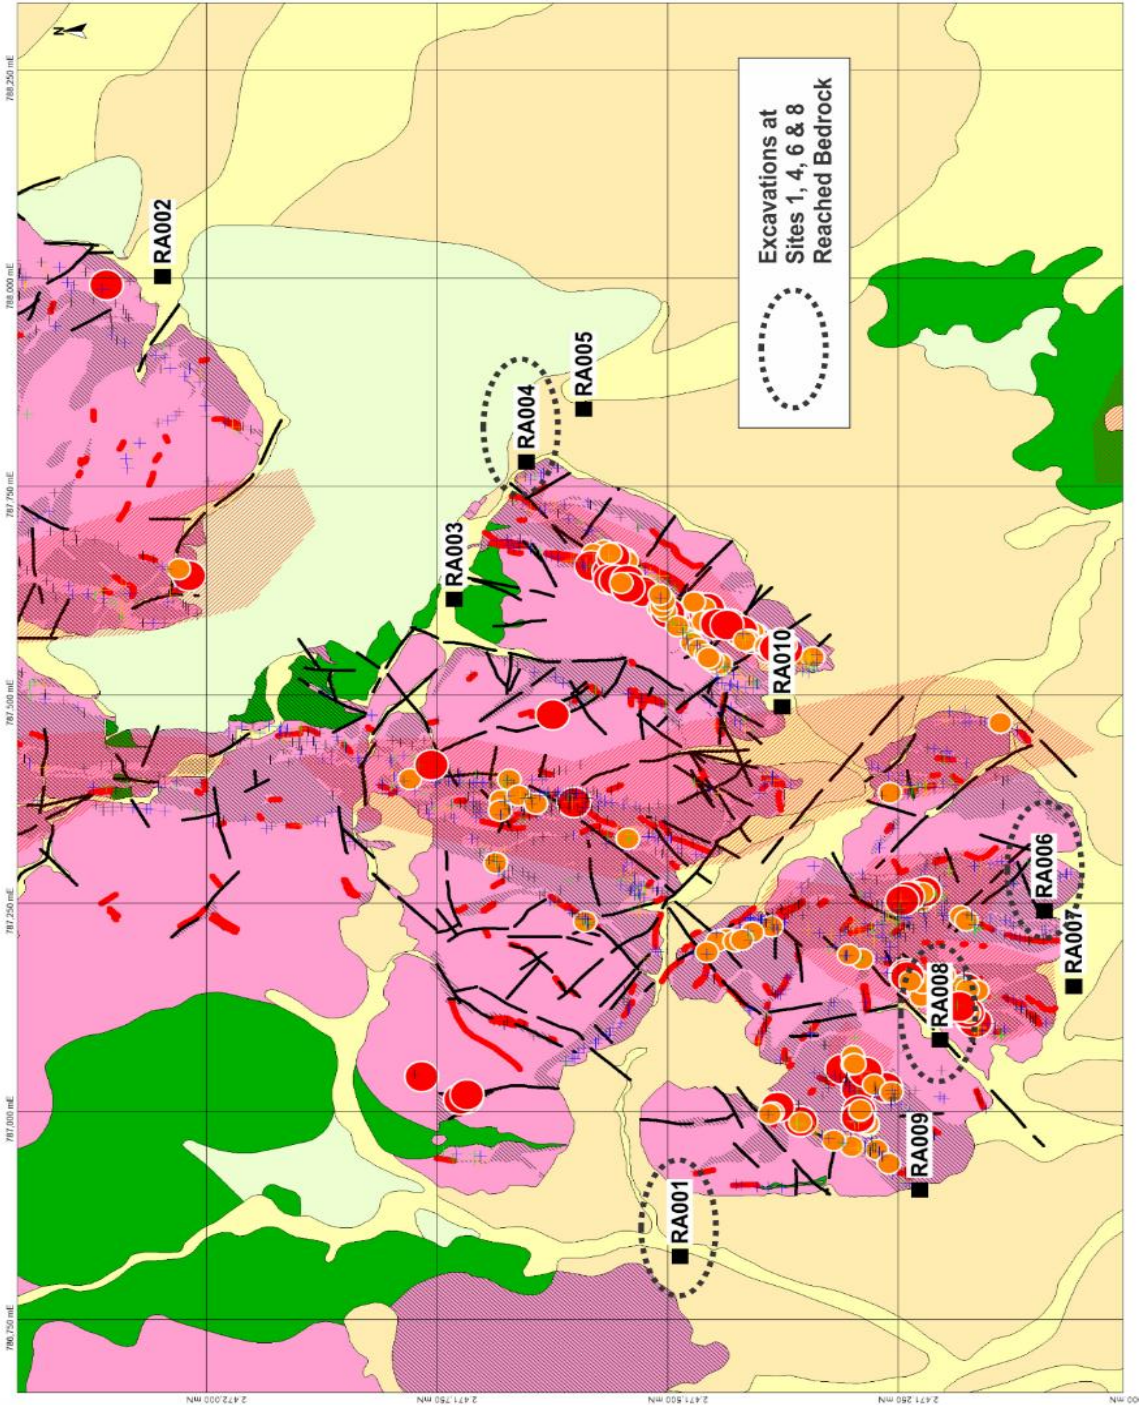 N
788,250 mE
788,000 mE
787,750 mE
787,500 mE
787,250 mE
787,000 mE
786,750 mE
RA002
RA005
RA004
RA003
RA010
RA006
RA007
RA008
RA009
RA001
Excavations at
Sites 1, 4, 6 & 8
Reached Bedrock
2,472,000 mN
2,471,750 mN
2,471,500 mN
2,471,250 mN
000 mN